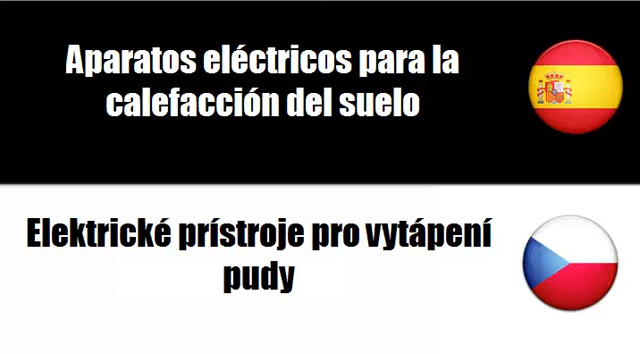 Aparatos eléctricos para la
calefacción del suelo
Elektrické prístroje pro vytápení
pudy